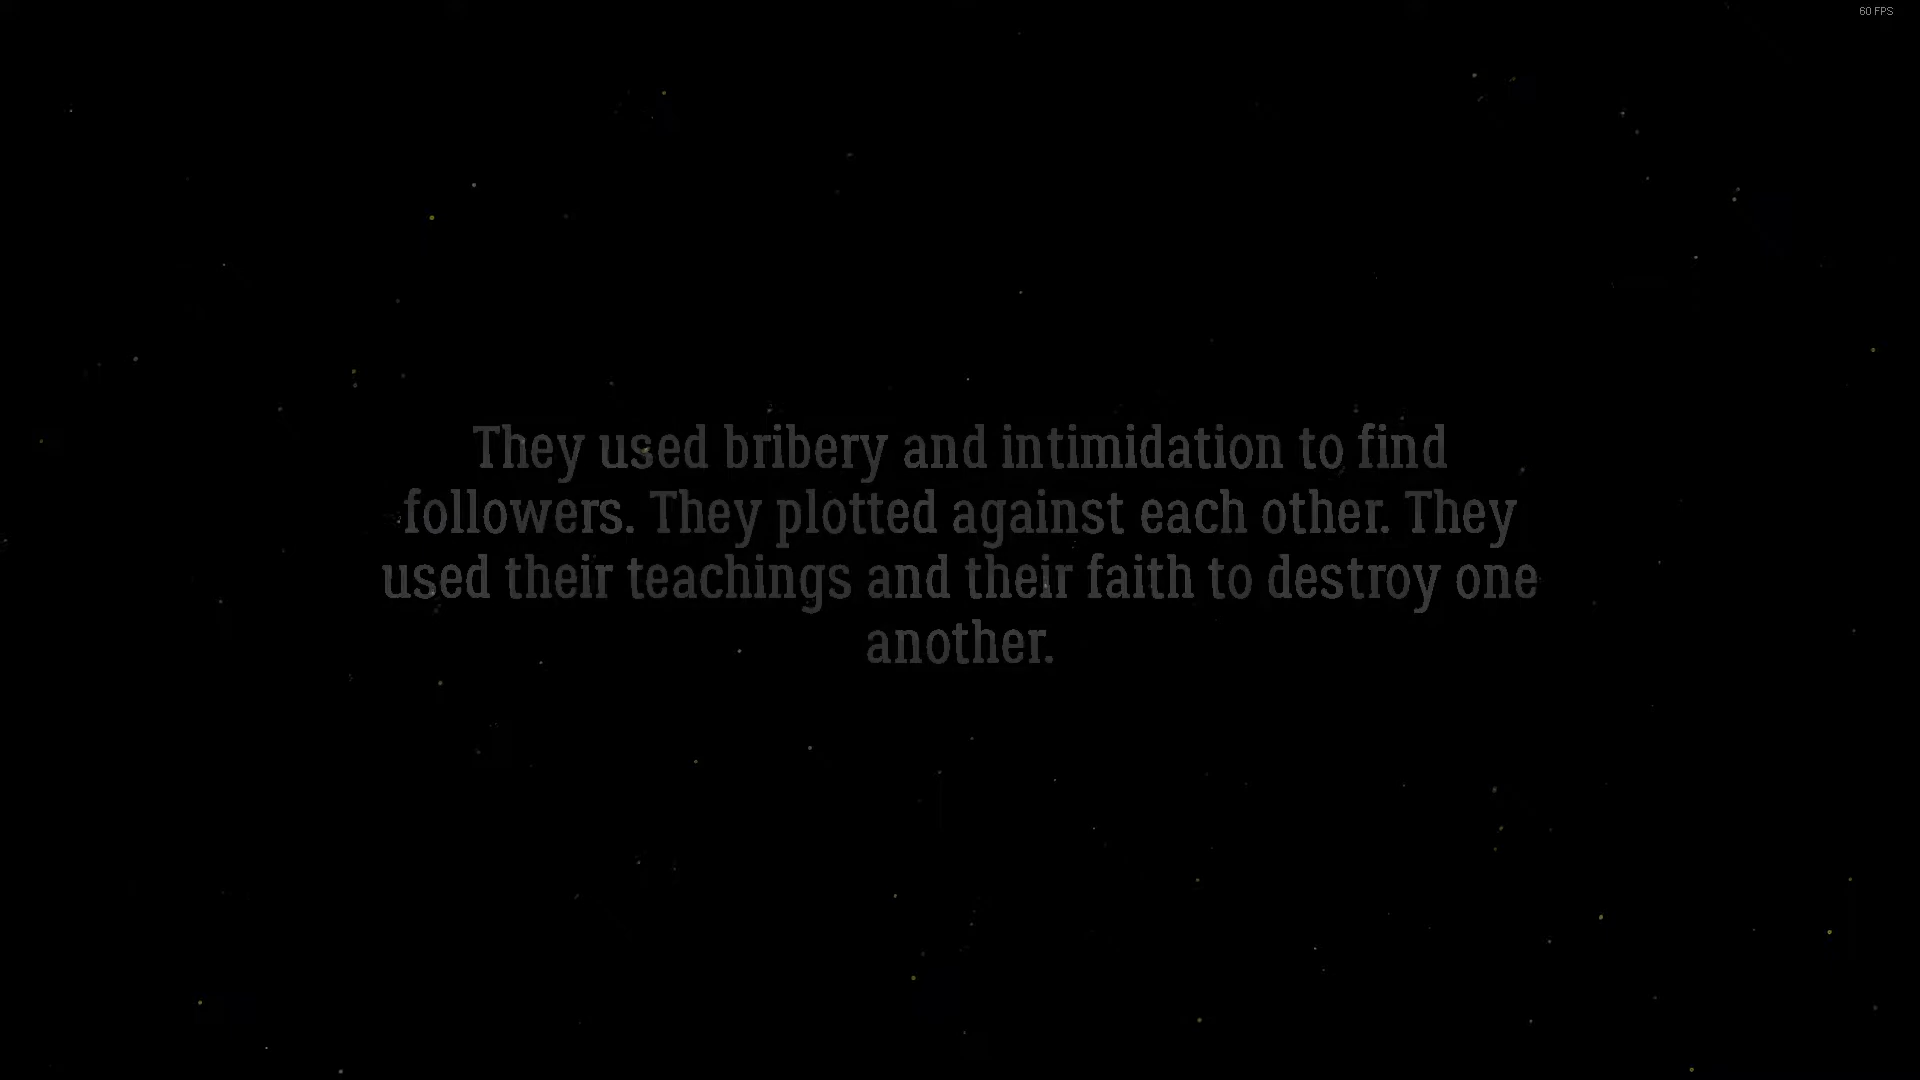 60 FPS
They used bribery and intimidation to find
followers. They plotted against each other. They
used their teachings and their faith to destroy one
another.